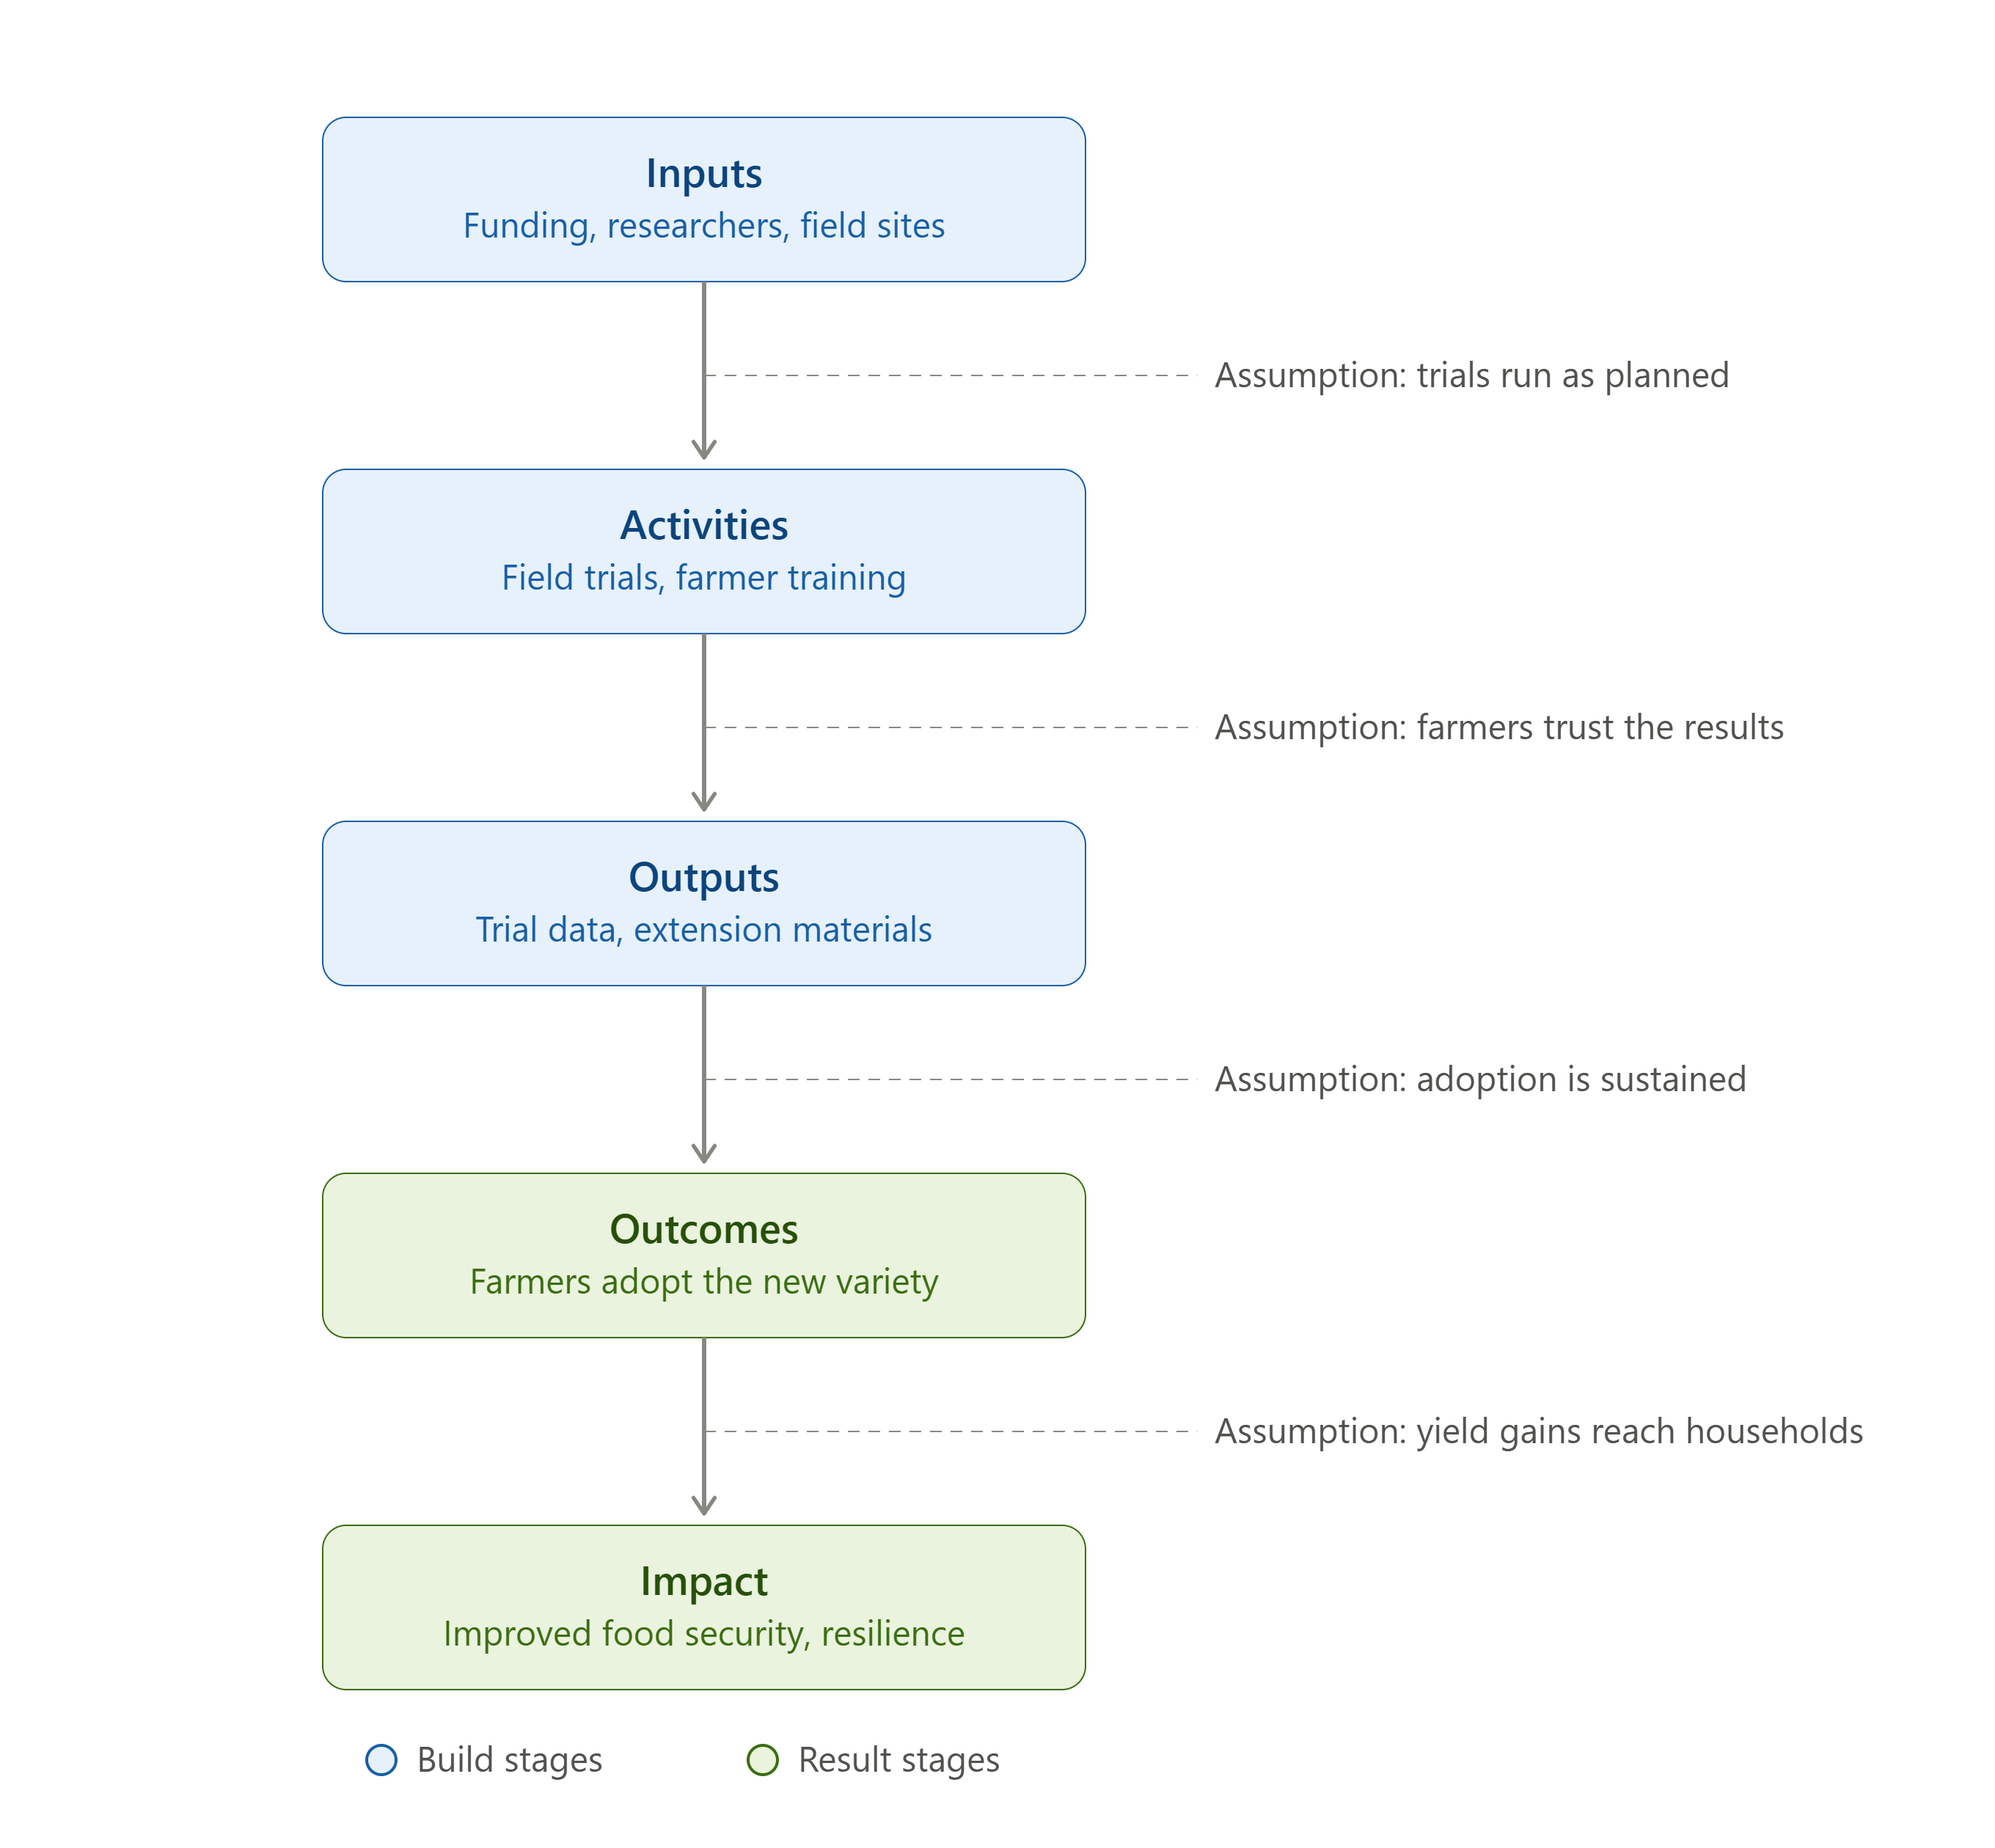 Inputs
Funding, researchers, field sites
Assumption: trials run as planned
Activities
Field trials, farmer training
Assumption: farmers trust the results
Outputs
Trial data, extension materials
Assumption: adoption is sustained
Outcomes
Farmers adopt the new variety
Assumption: yield gains reach households
Impact
Improved food security, resilience
Build stages
Result stages